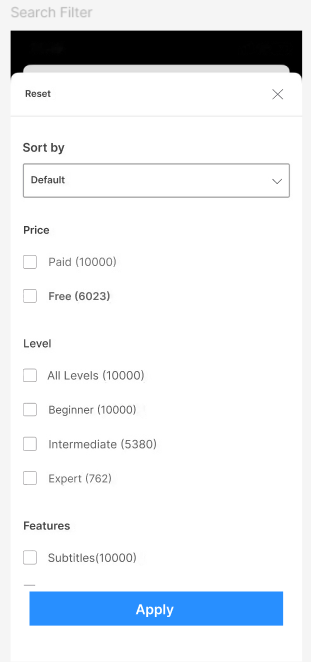 Search Filter
Reset
Sort by
Default
Price
Paid (10000)
Free (6023)
Level
All Levels (10000)
Beginner (10000)
Intermediate (5380)
Expert (762)
Features
Subtitles(10000)
Apply